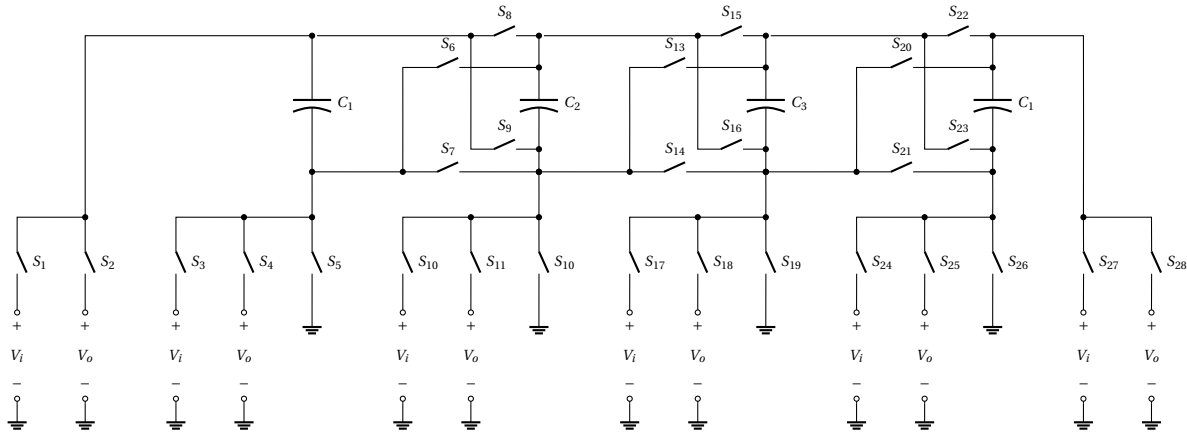 S8 S15 S22
S6 S13 S20
C1 C2 C3 C1
S9 S16 S23
S7 S14 S21
S1 S2 S3 S4 S5 S10 S11 S10 S17 S18 S19 S24 S25 S26 S27 S28
+ + + + + + + + + + + +
Vi Vo Vi Vo Vi Vo Vi Vo Vi Vo Vi Vo
− − − − − − − − − − − −